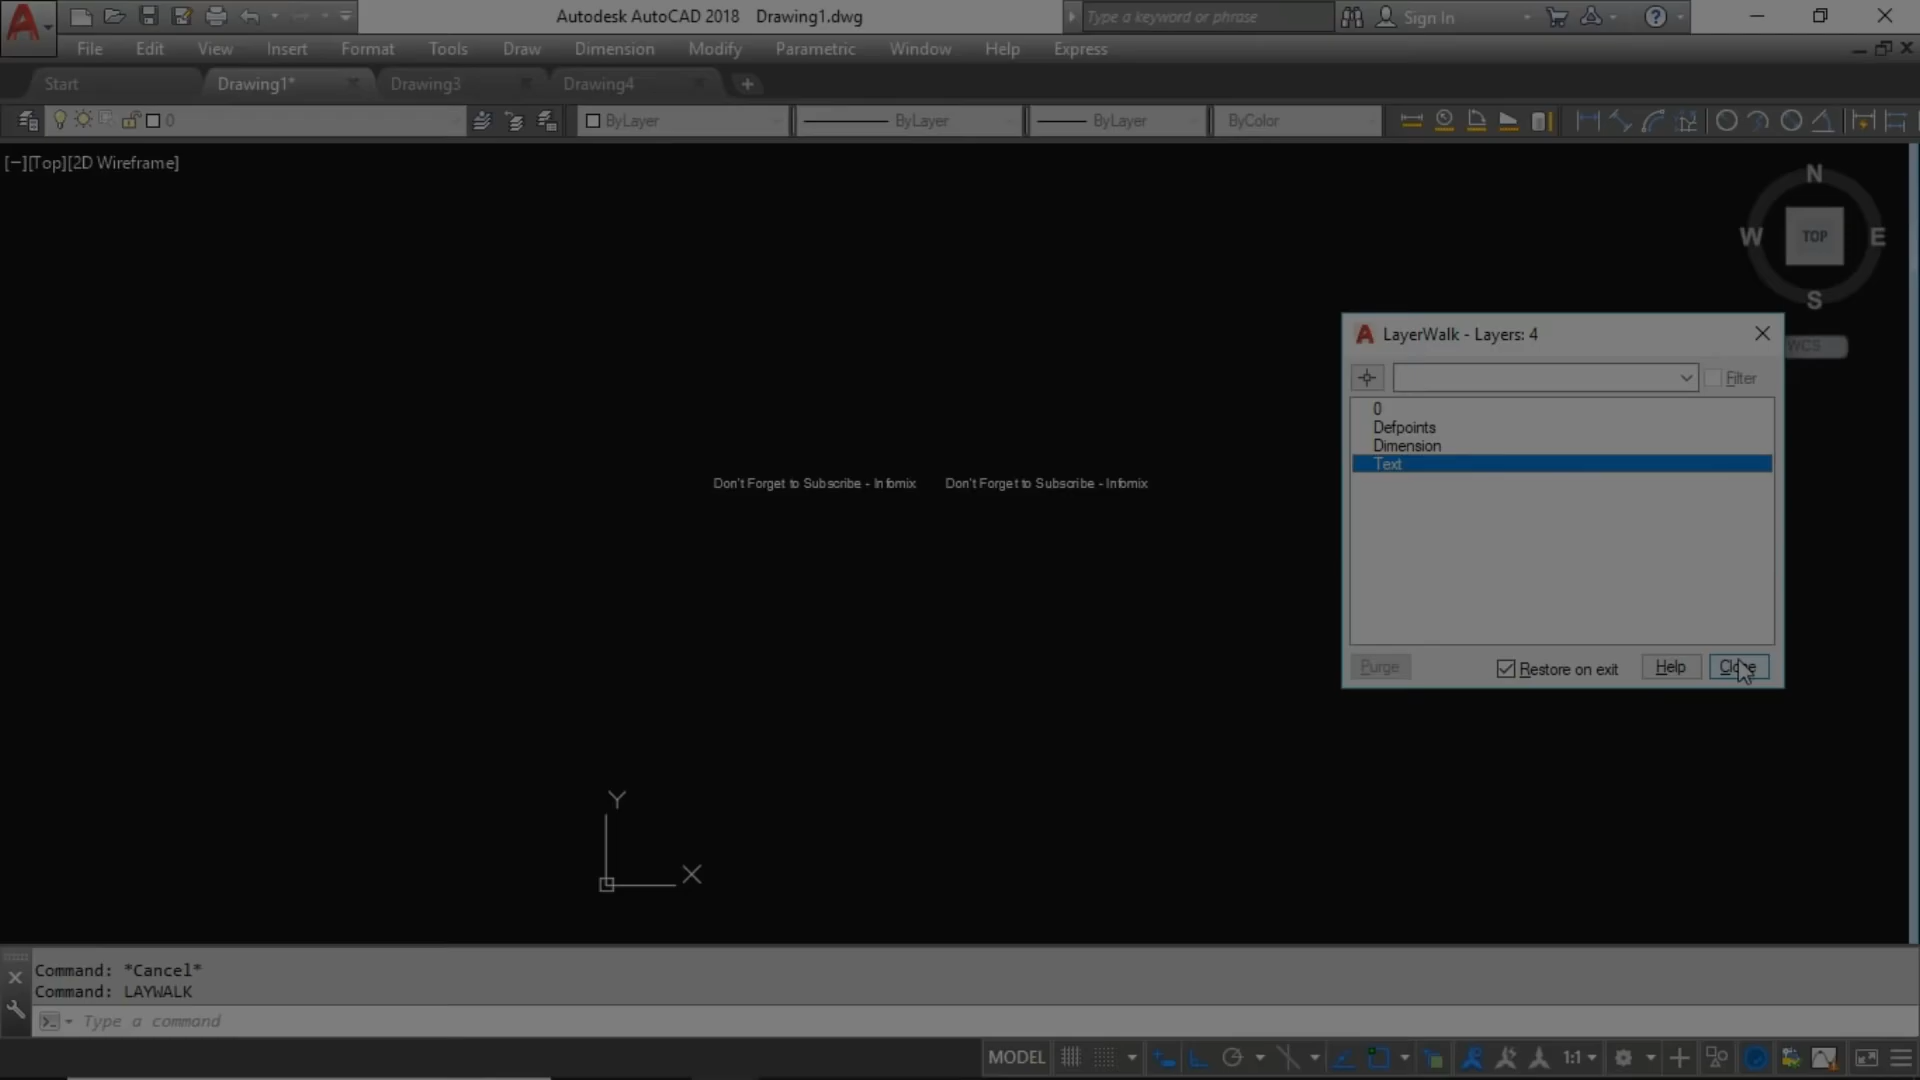 Autodesk AutoCAD 2018 Drawing1.dwg
Type a keyword or phrase
Sign In
File Edit View Insert Format Tools Draw Dimension Modify Parametric Window Help Express
Start Drawing1* Drawing3 Drawing4
0 ByLayer ByLayer ByLayer ByColor
[−][Top][2D Wireframe]
N
W TOP E
S
WCS
LayerWalk - Layers: 4
Filter
0
Defpoints
Dimension
Text
Purge Restore on exit Help Close
Don't Forget to Subscribe - Infomix Don't Forget to Subscribe - Infomix
Y
X
Command: *Cancel*
Command: LAYWALK
Type a command
MODEL 1:1